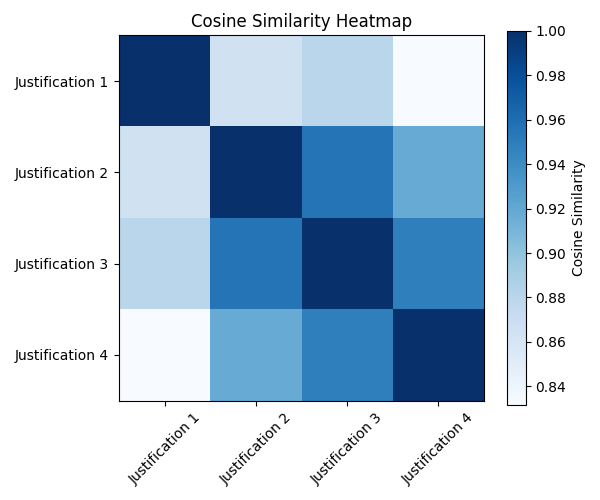 Cosine Similarity Heatmap
Justification 1
Justification 2
Justification 3
Justification 4
Justification 1
Justification 2
Justification 3
Justification 4
1.00
0.98
0.96
0.94
0.92
0.90
0.88
0.86
0.84
Cosine Similarity